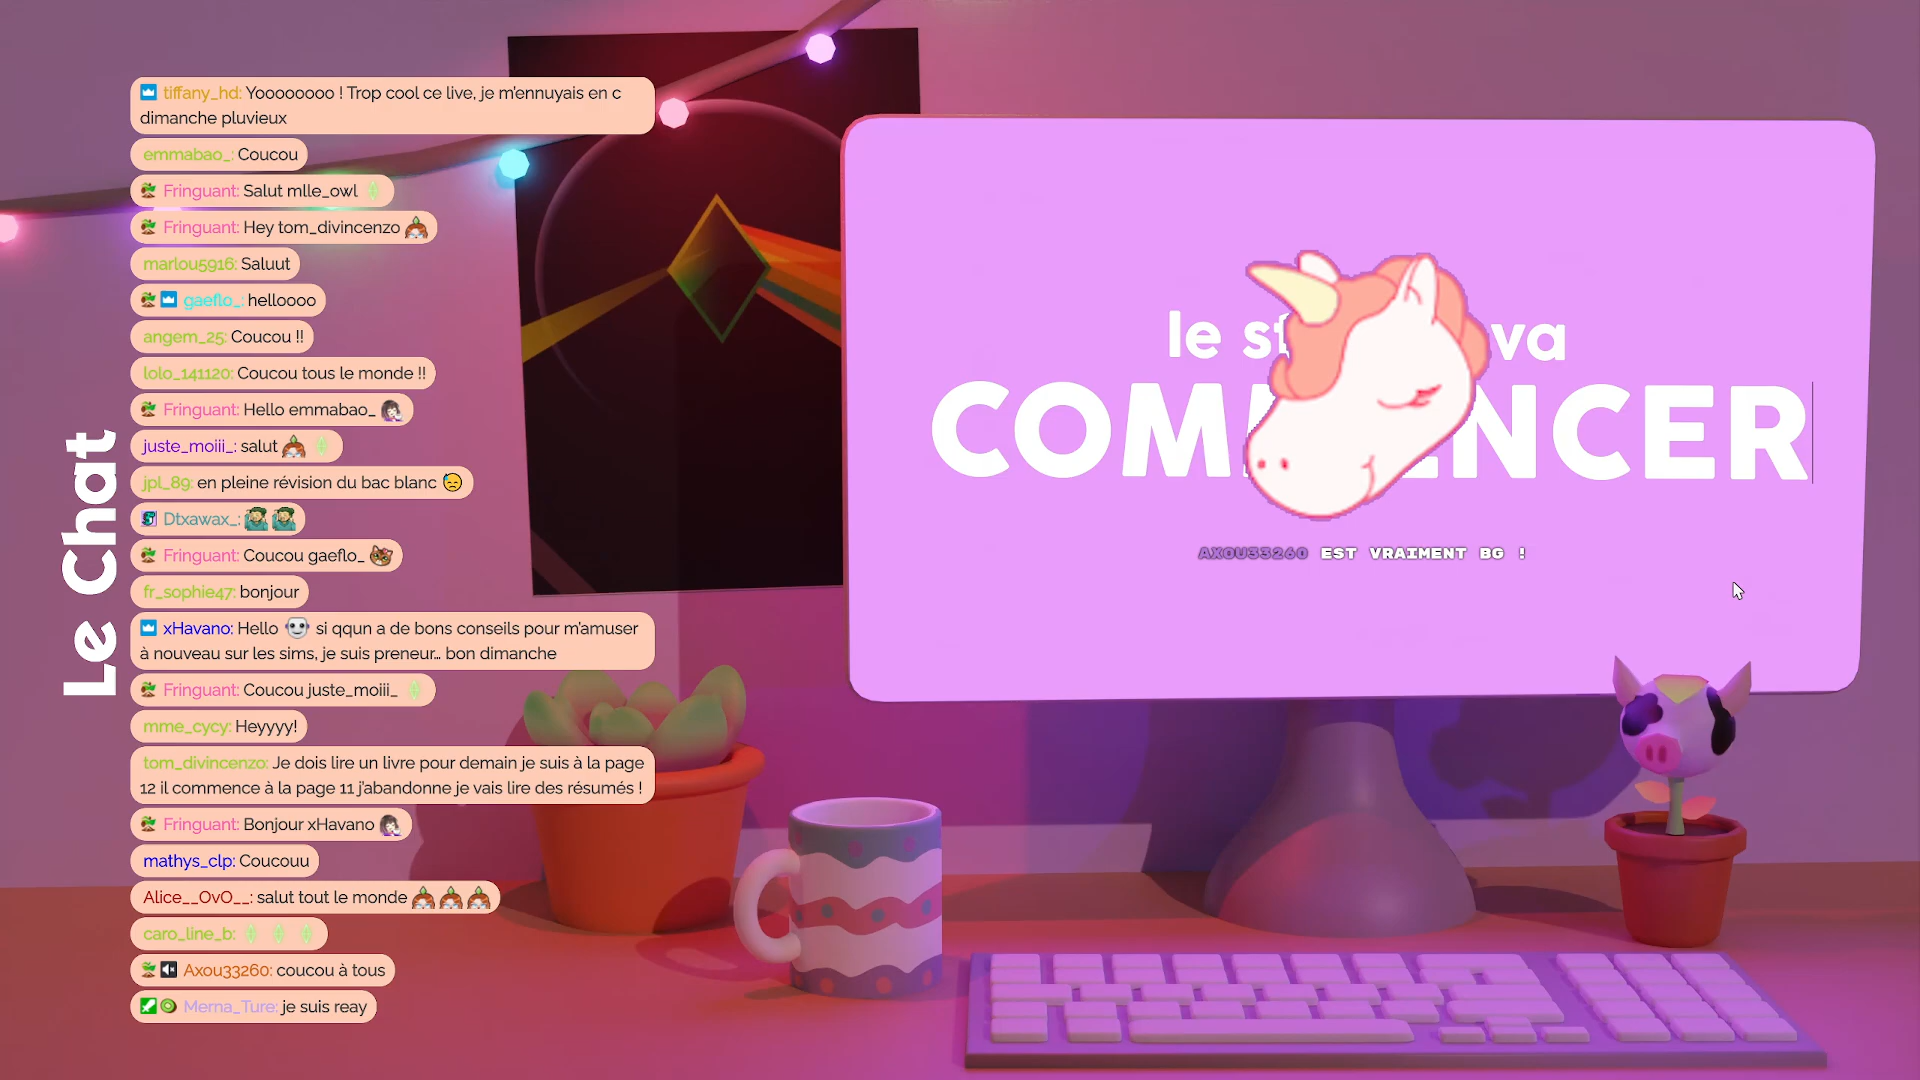 Le Chat
tiffany_hd: Yoooooooo ! Trop cool ce live, je m'ennuyais en c
dimanche pluvieux
emmabao_: Coucou
Fringuant: Salut mlle_owl
Fringuant: Hey tom_divincenzo
marlou5916: Saluut
gaeflo_: helloooo
angem_25: Coucou !!
lolo_141120: Coucou tous le monde !!
Fringuant: Hello emmabao_
juste_moiii_: salut
jpl_89: en pleine révision du bac blanc
Dtxawax_:
Fringuant: Coucou gaeflo_
fr_sophie47: bonjour
xHavano: Hello si qqun a de bons conseils pour m'amuser
à nouveau sur les sims, je suis preneur... bon dimanche
Fringuant: Coucou juste_moiii_
mme_cycy: Heyyyy!
tom_divincenzo: Je dois lire un livre pour demain je suis à la page
12 il commence à la page 11 j'abandonne je vais lire des résumés !
Fringuant: Bonjour xHavano
mathys_clp: Coucouu
Alice__OvO__: salut tout le monde
caro_line_b:
Axou33260: coucou à tous
Merna_Ture: je suis reay
le va
COM NCER
AXOU33260 EST VRAIMENT BG !